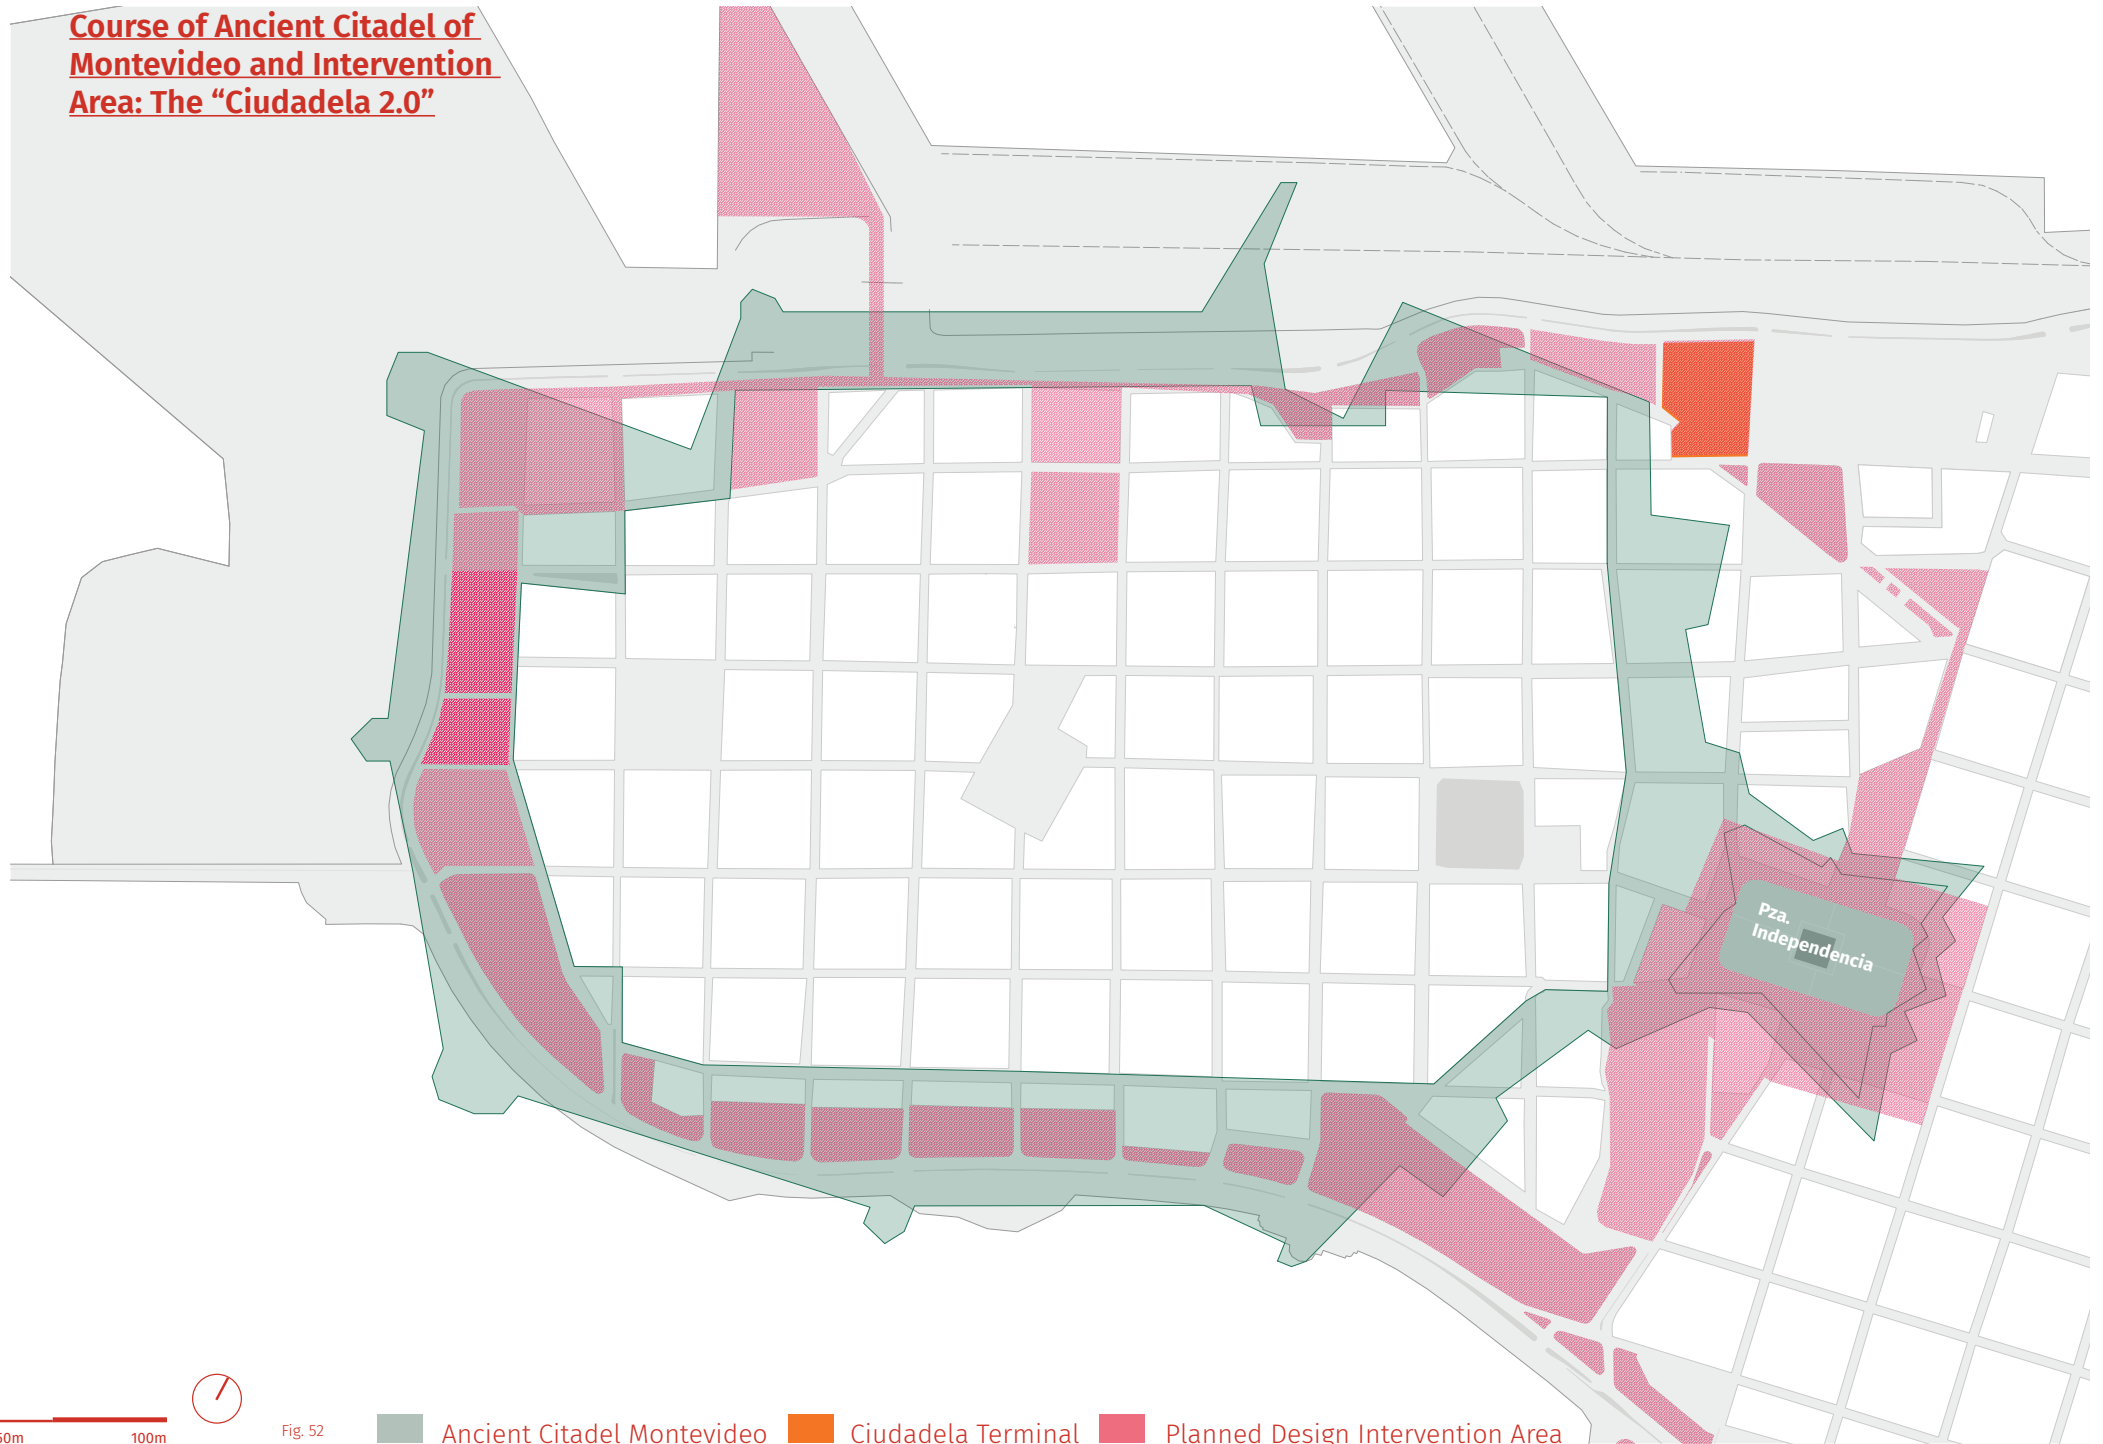 Course of Ancient Citadel of
Montevideo and Intervention
Area: The “Ciudadela 2.0”
Pza.
Independencia
100m
Fig. 52
Ancient Citadel Montevideo
Ciudadela Terminal
Planned Design Intervention Area